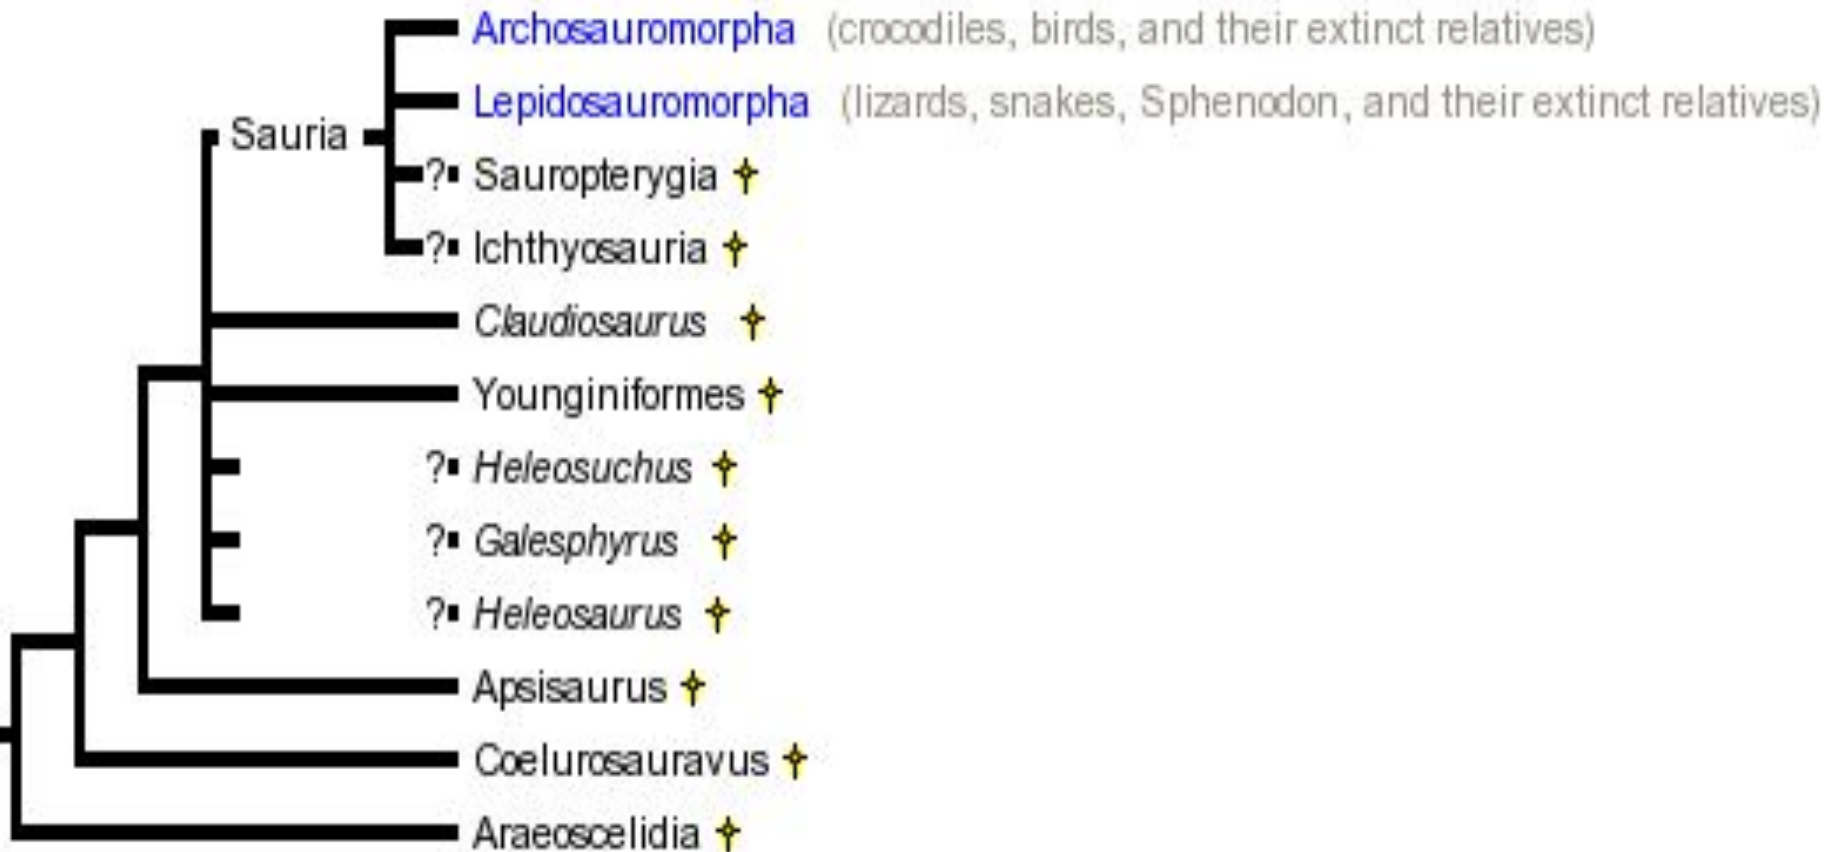 Archosauromorpha (crocodiles, birds, and their extinct relatives)
Lepidosauromorpha (lizards, snakes, Sphenodon, and their extinct relatives)
Sauria
? Sauropterygia †
? Ichthyosauria †
Claudiosaurus †
Younginiformes †
? Heleosuchus †
? Galesphyrus †
? Heleosaurus †
Apsisaurus †
Coelurosauravus †
Araeoscelidia †